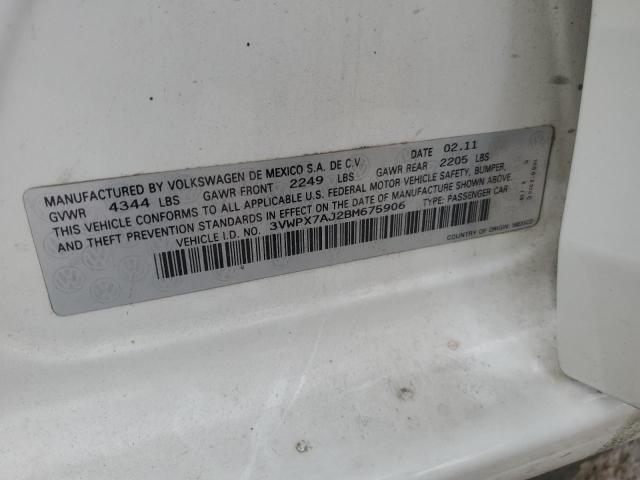 MANUFACTURED BY VOLKSWAGEN DE MEXICO S.A. DE C.V. DATE 02.11
GVWR 4344 LBS GAWR FRONT 2249 LBS GAWR REAR 2205 LBS
THIS VEHICLE CONFORMS TO ALL APPLICABLE U.S. FEDERAL MOTOR VEHICLE SAFETY, BUMPER,
AND THEFT PREVENTION STANDARDS IN EFFECT ON THE DATE OF MANUFACTURE SHOWN ABOVE.
VEHICLE I.D. NO. 3VWPX7AJ2BM675906 TYPE: PASSENGER CAR
COUNTRY OF ORIGIN: MEXICO